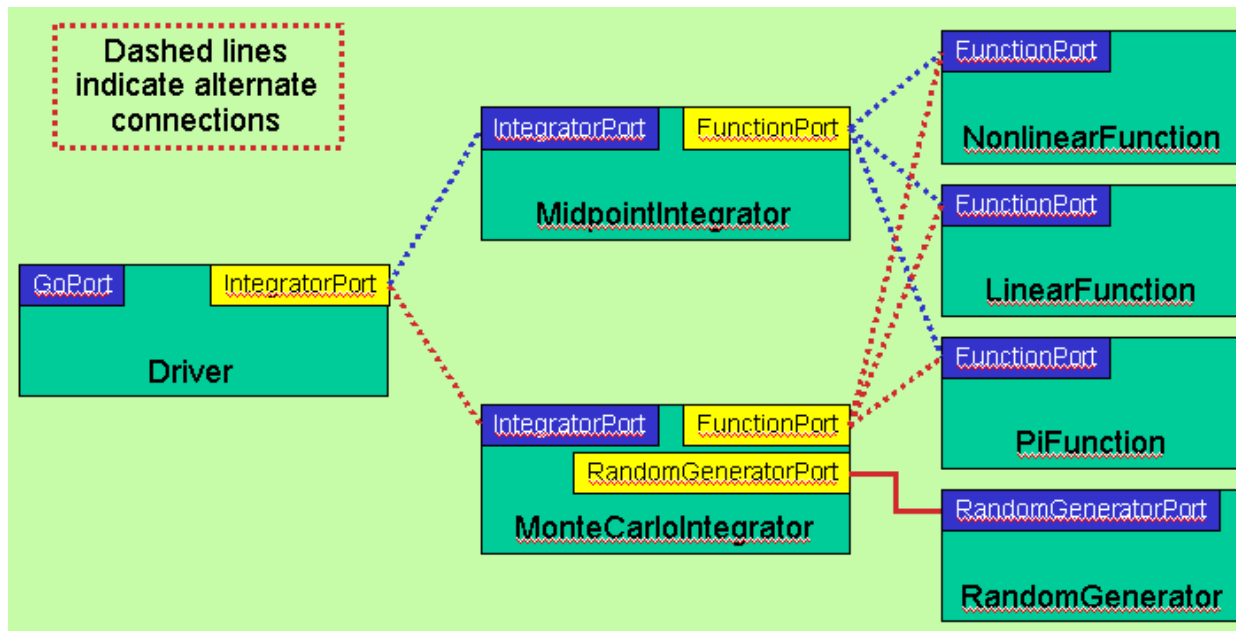 Dashed lines
indicate alternate
connections
GoPort
IntegratorPort
Driver
IntegratorPort
FunctionPort
MidpointIntegrator
IntegratorPort
FunctionPort
RandomGeneratorPort
MonteCarloIntegrator
FunctionPort
NonlinearFunction
FunctionPort
LinearFunction
FunctionPort
PiFunction
RandomGeneratorPort
RandomGenerator